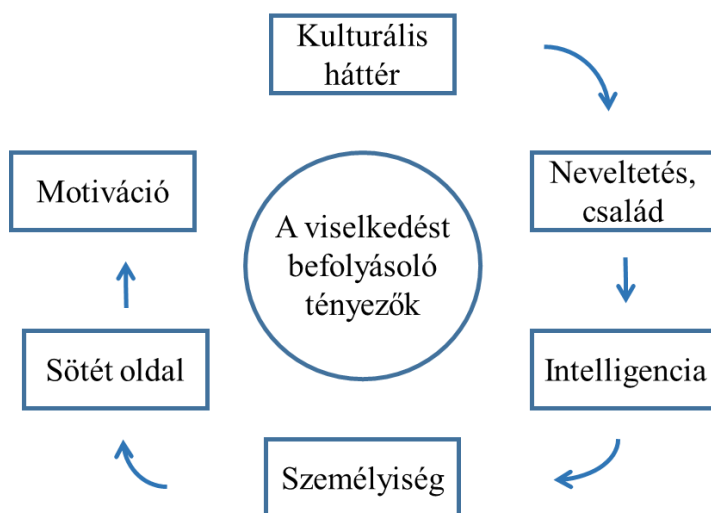 Kulturális
háttér
Neveltetés,
család
Intelligencia
Személyiség
Sötét oldal
Motiváció
A viselkedést
befolyásoló
tényezők